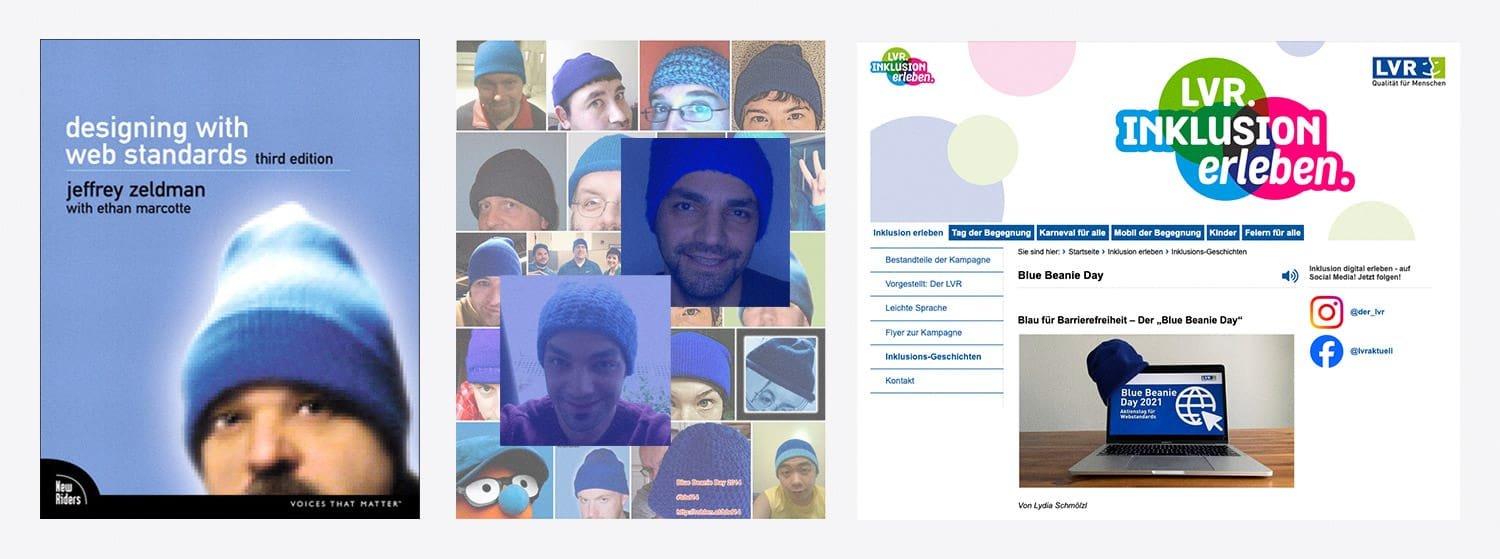 designing with
web standards third edition
jeffrey zeldman
with ethan marcotte
New
Riders
VOICES THAT MATTER™
Blue Beanie Day 2014
#bbd14
LVR.
INKLUSION
erleben.
LVR.
INKLUSION
erleben.
LVR
Qualität für Menschen
Inklusion erleben Tag der Begegnung Karneval für alle Mobil der Begegnung Kinder Feiern für alle
Bestandteile der Kampagne
Vorgestellt: Der LVR
Leichte Sprache
Flyer zur Kampagne
Inklusions-Geschichten
Kontakt
Sie sind hier: › Startseite › Inklusion erleben › Inklusions-Geschichten
Blue Beanie Day
Blau für Barrierefreiheit – Der „Blue Beanie Day“
LVR
Blue Beanie
Day 2021
Aktionstag für
Webstandards
Von Lydia Schmölzl
Inklusion digital erleben - auf
Social Media! Jetzt folgen!
@der_lvr
@lvraktuell